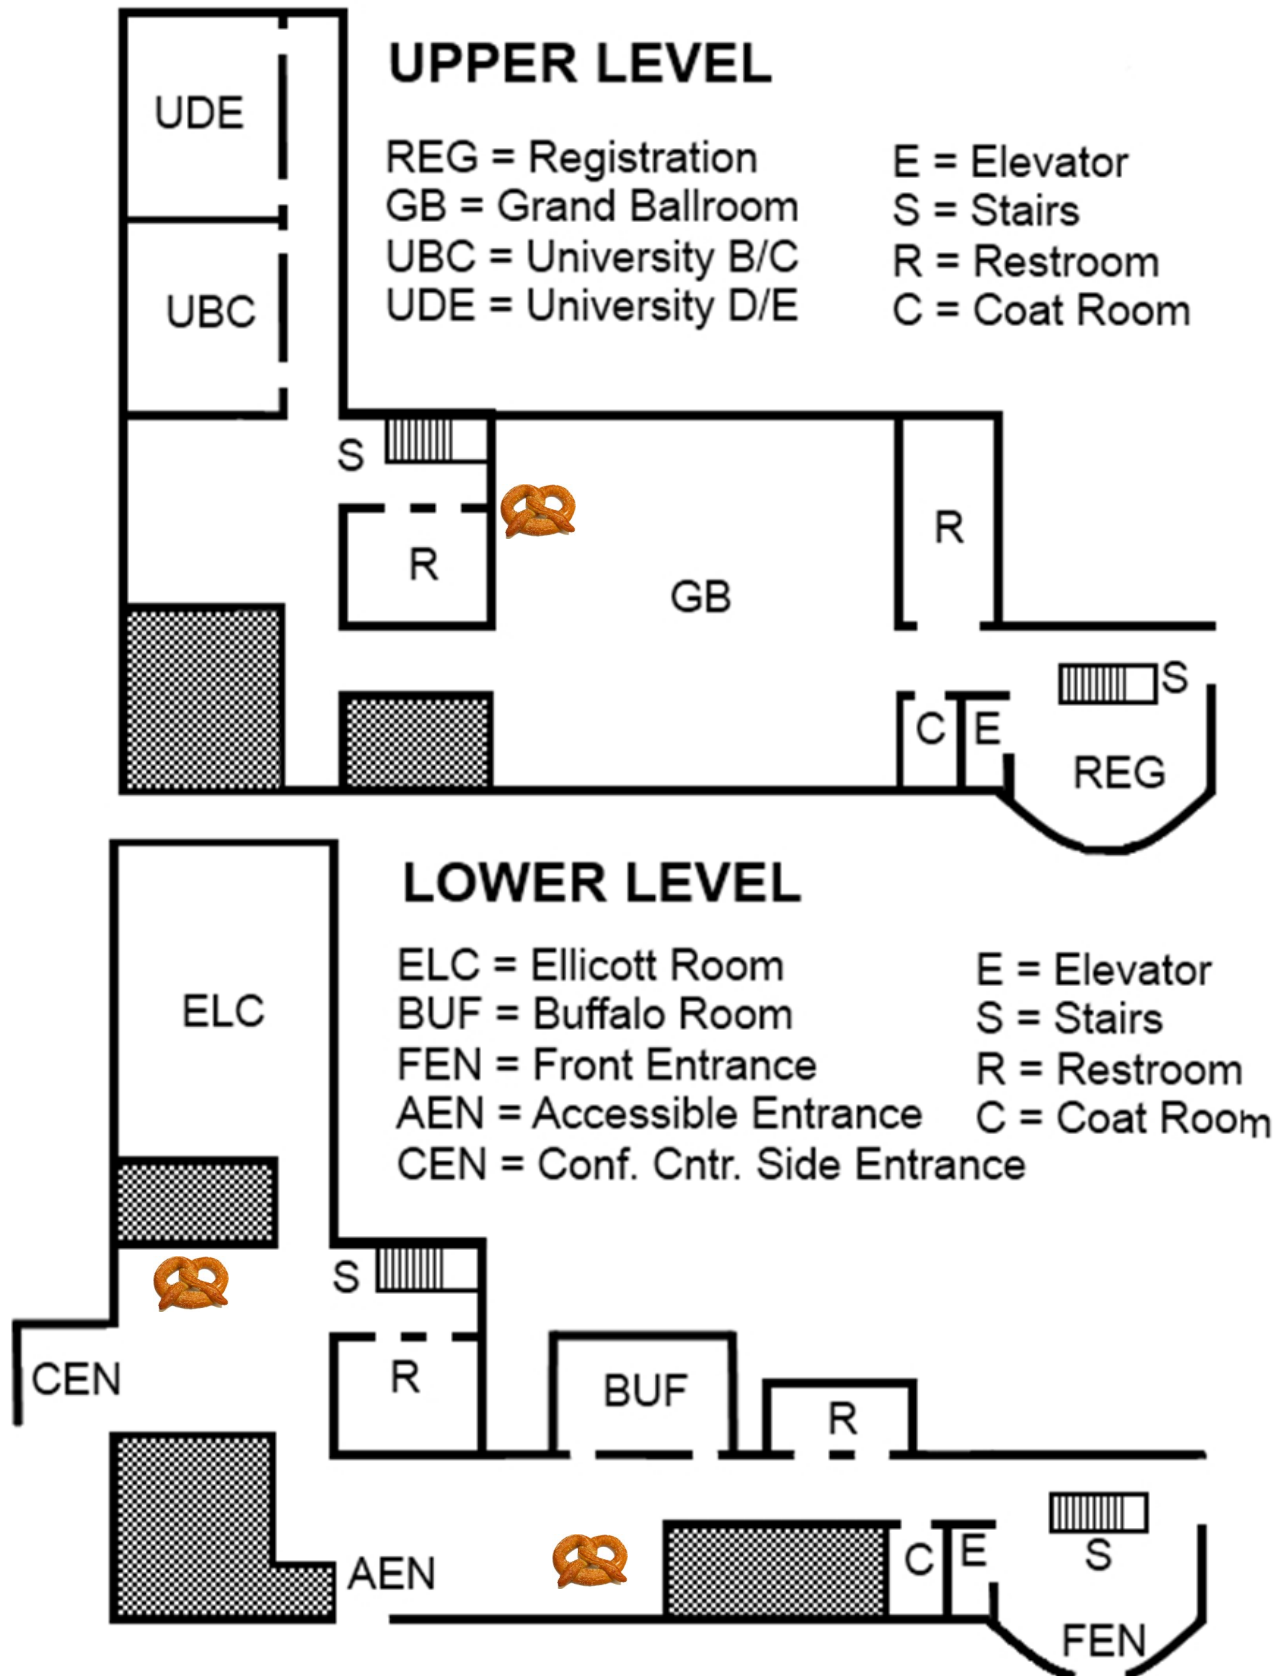 UPPER LEVEL
REG = Registration
GB = Grand Ballroom
UBC = University B/C
UDE = University D/E
E = Elevator
S = Stairs
R = Restroom
C = Coat Room
UDE
UBC
S
R
GB
R
S
C
E
REG
LOWER LEVEL
ELC = Ellicott Room
BUF = Buffalo Room
FEN = Front Entrance
AEN = Accessible Entrance
CEN = Conf. Cntr. Side Entrance
E = Elevator
S = Stairs
R = Restroom
C = Coat Room
ELC
S
CEN
R
BUF
R
AEN
C
E
S
FEN